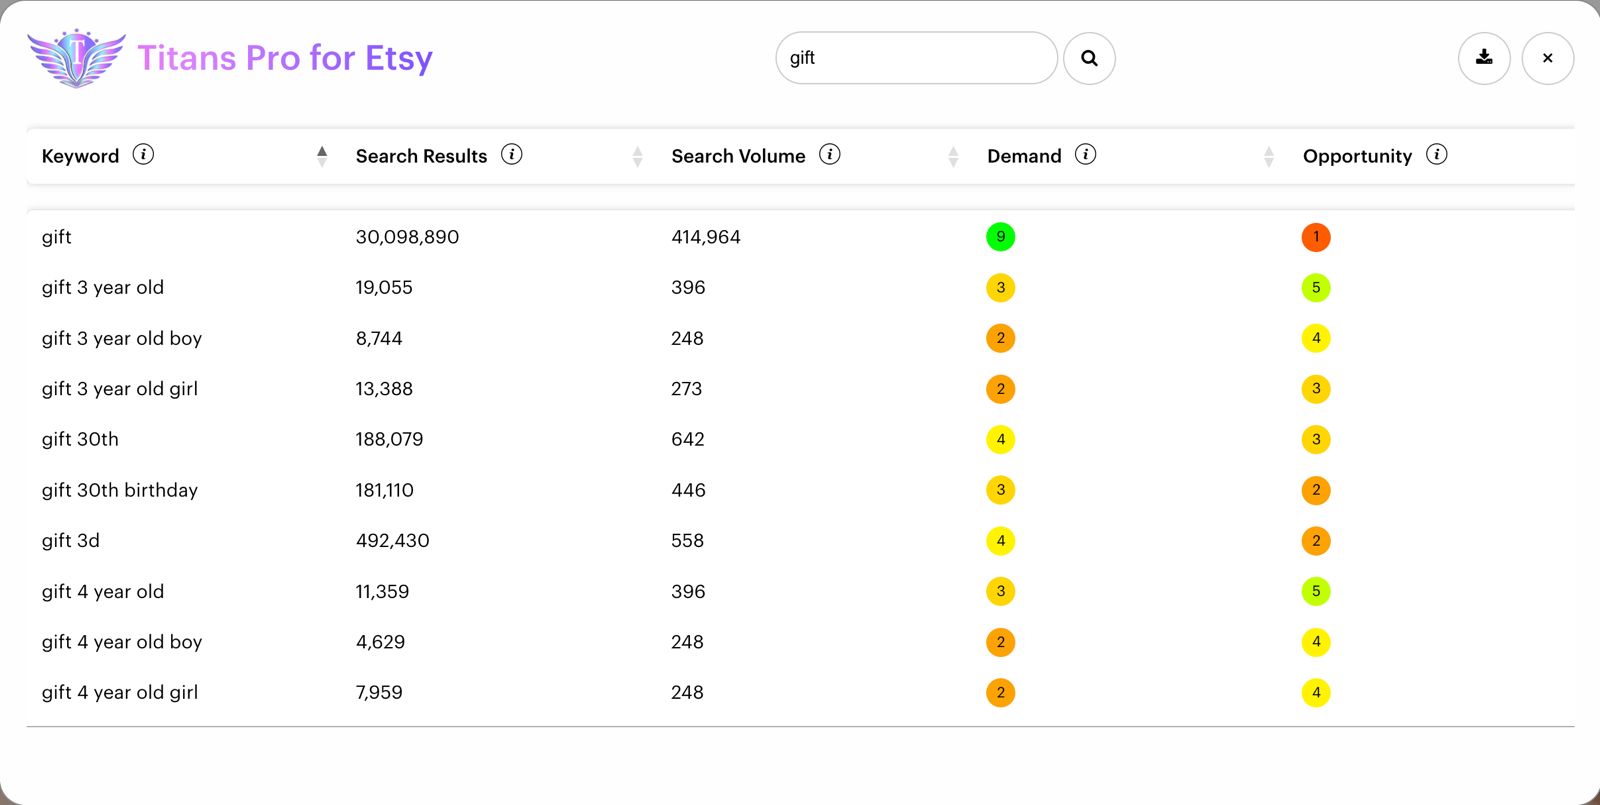 Titans Pro for Etsy
gift
Keyword Search Results Search Volume Demand Opportunity
gift 30,098,890 414,964 9 1
gift 3 year old 19,055 396 3 5
gift 3 year old boy 8,744 248 2 4
gift 3 year old girl 13,388 273 2 3
gift 30th 188,079 642 4 3
gift 30th birthday 181,110 446 3 2
gift 3d 492,430 558 4 2
gift 4 year old 11,359 396 3 5
gift 4 year old boy 4,629 248 2 4
gift 4 year old girl 7,959 248 2 4